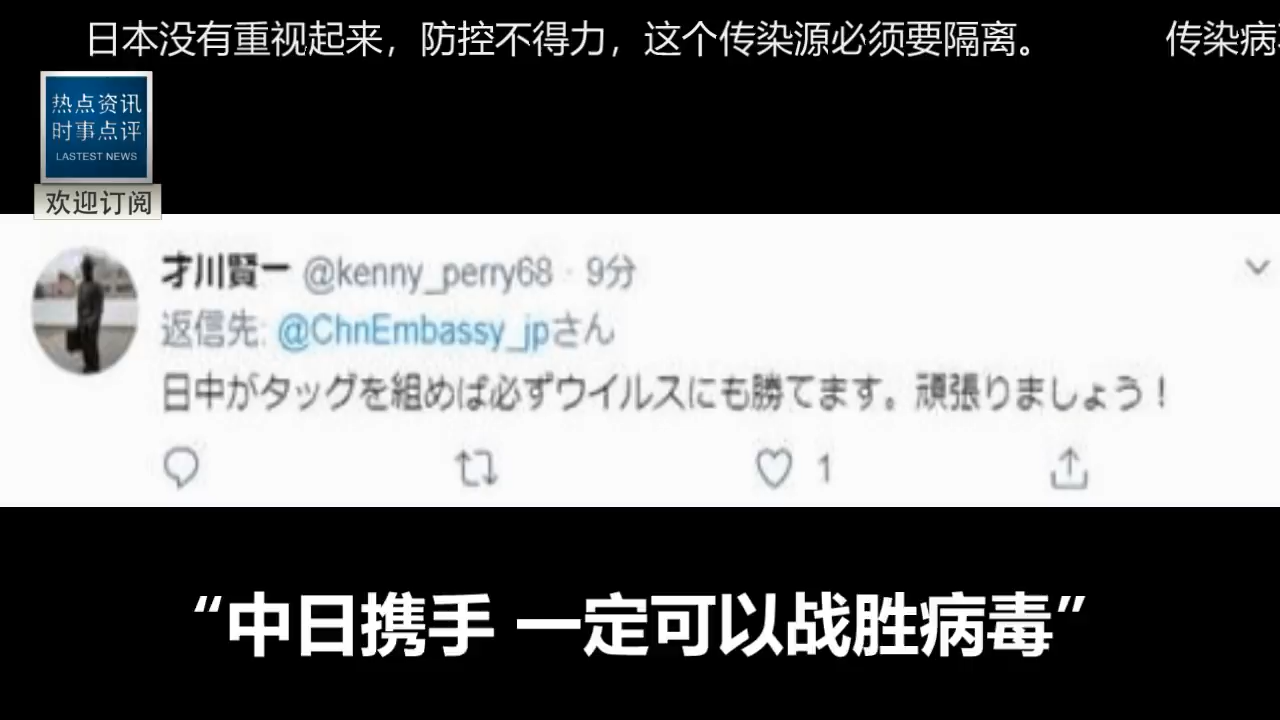 日本没有重视起来，防控不得力，这个传染源必须要隔离。
传染病
热点资讯
时事点评
LASTEST NEWS
欢迎订阅
才川賢一 @kenny_perry68 · 9分
返信先: @ChnEmbassy_jpさん
日中がタッグを組めば必ずウイルスにも勝てます。頑張りましょう！
1
“中日携手 一定可以战胜病毒”